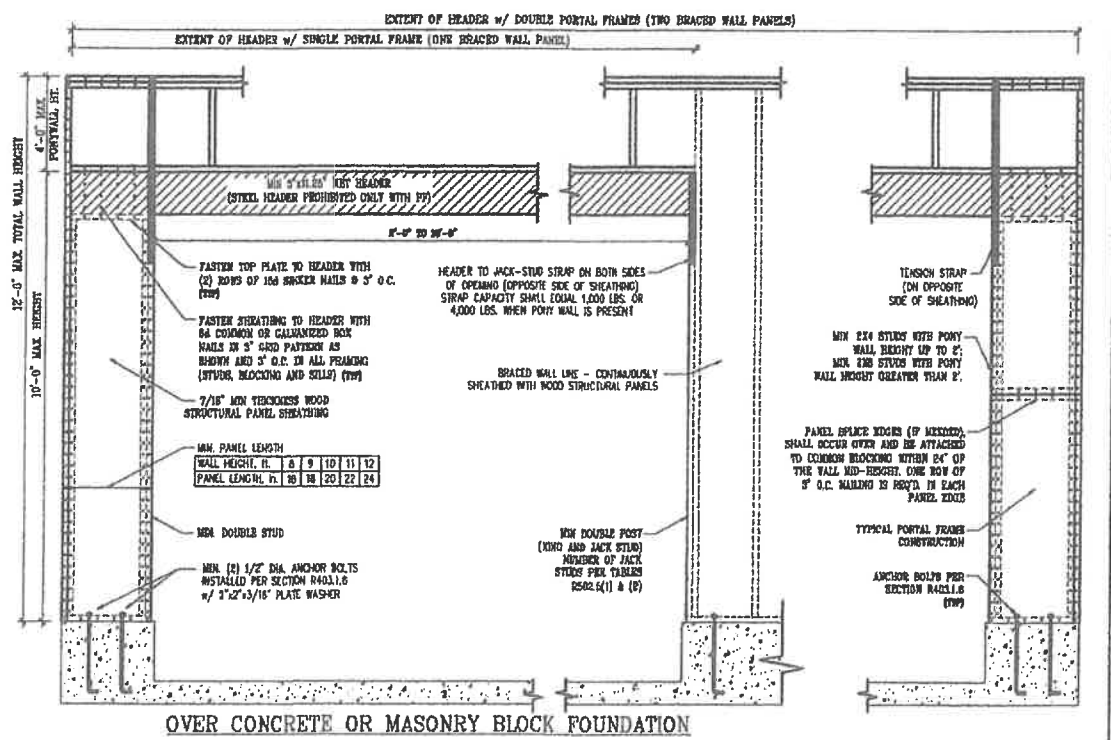 EXTENT OF HEADER w/ DOUBLE PORTAL FRAMES (TWO BRACED WALL PANELS)
EXTENT OF HEADER w/ SINGLE PORTAL FRAME (ONE BRACED WALL PANEL)
12'-0" MAX TOTAL WALL HEIGHT
10'-0" MAX HEIGHT
4'-0" MAX
PONYWALL HT.
MIN 3"x11.25" NET HEADER
(STEEL HEADER PROHIBITED ONLY WITH PF)
FASTEN TOP PLATE TO HEADER WITH
(2) ROWS OF 16d SINKER NAILS @ 3" O.C.
(TYP)
FASTEN SHEATHING TO HEADER WITH
8d COMMON OR GALVANIZED BOX
NAILS IN 3" GRID PATTERN AS
SHOWN AND 3" O.C. IN ALL FRAMING
(STUDS, BLOCKING AND SILLS) (TYP)
7/16" MIN THICKNESS WOOD
STRUCTURAL PANEL SHEATHING
MIN. PANEL LENGTH
WALL HEIGHT, ft. 8 9 10 11 12
PANEL LENGTH, in. 16 18 20 22 24
MIN. DOUBLE STUD
MIN. (2) 1/2" DIA. ANCHOR BOLTS
INSTALLED PER SECTION R403.1.6
w/ 2"x2"x3/16" PLATE WASHER
HEADER TO JACK-STUD STRAP ON BOTH SIDES
OF OPENING (OPPOSITE SIDE OF SHEATHING)
STRAP CAPACITY SHALL EQUAL 1,000 LBS. OR
4,000 LBS. WHEN PONY WALL IS PRESENT
BRACED WALL LINE - CONTINUOUSLY
SHEATHED WITH WOOD STRUCTURAL PANELS
MIN DOUBLE POST
(KING AND JACK STUD)
NUMBER OF JACK
STUDS PER TABLES
R502.5(1) & (2)
TENSION STRAP
(ON OPPOSITE
SIDE OF SHEATHING)
MIN 2X4 STUDS WITH PONY
WALL HEIGHT UP TO 2';
MIN. 2X6 STUDS WITH PONY
WALL HEIGHT GREATER THAN 2'.
PANEL SPLICE EDGES (IF NEEDED),
SHALL OCCUR OVER AND BE ATTACHED
TO COMMON BLOCKING WITHIN 24" OF
THE WALL MID-HEIGHT. ONE ROW OF
3" O.C. NAILING IS REQ'D. IN EACH
PANEL EDGE
TYPICAL PORTAL FRAME
CONSTRUCTION
ANCHOR BOLTS PER
SECTION R403.1.6
(TYP)
OVER CONCRETE OR MASONRY BLOCK FOUNDATION